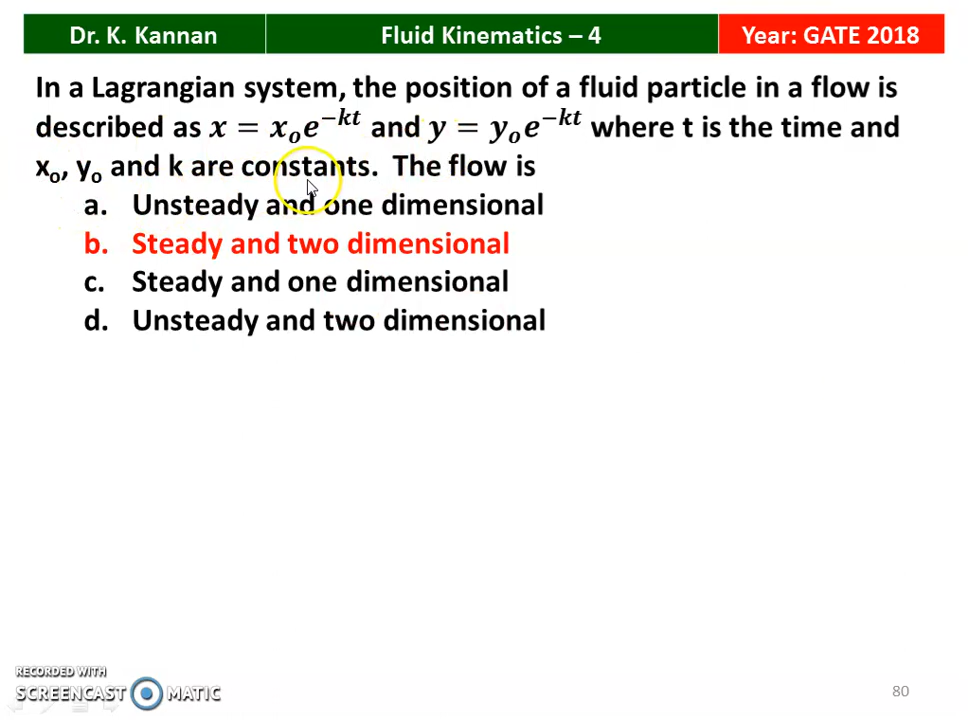 Dr. K. Kannan
Fluid Kinematics – 4
Year: GATE 2018
In a Lagrangian system, the position of a fluid particle in a flow is
described as $x = x_o e^{-kt}$ and $y = y_o e^{-kt}$ where t is the time and
xₒ, yₒ and k are constants. The flow is
a. Unsteady and one dimensional
b. Steady and two dimensional
c. Steady and one dimensional
d. Unsteady and two dimensional
RECORDED WITH
SCREENCAST MATIC
80